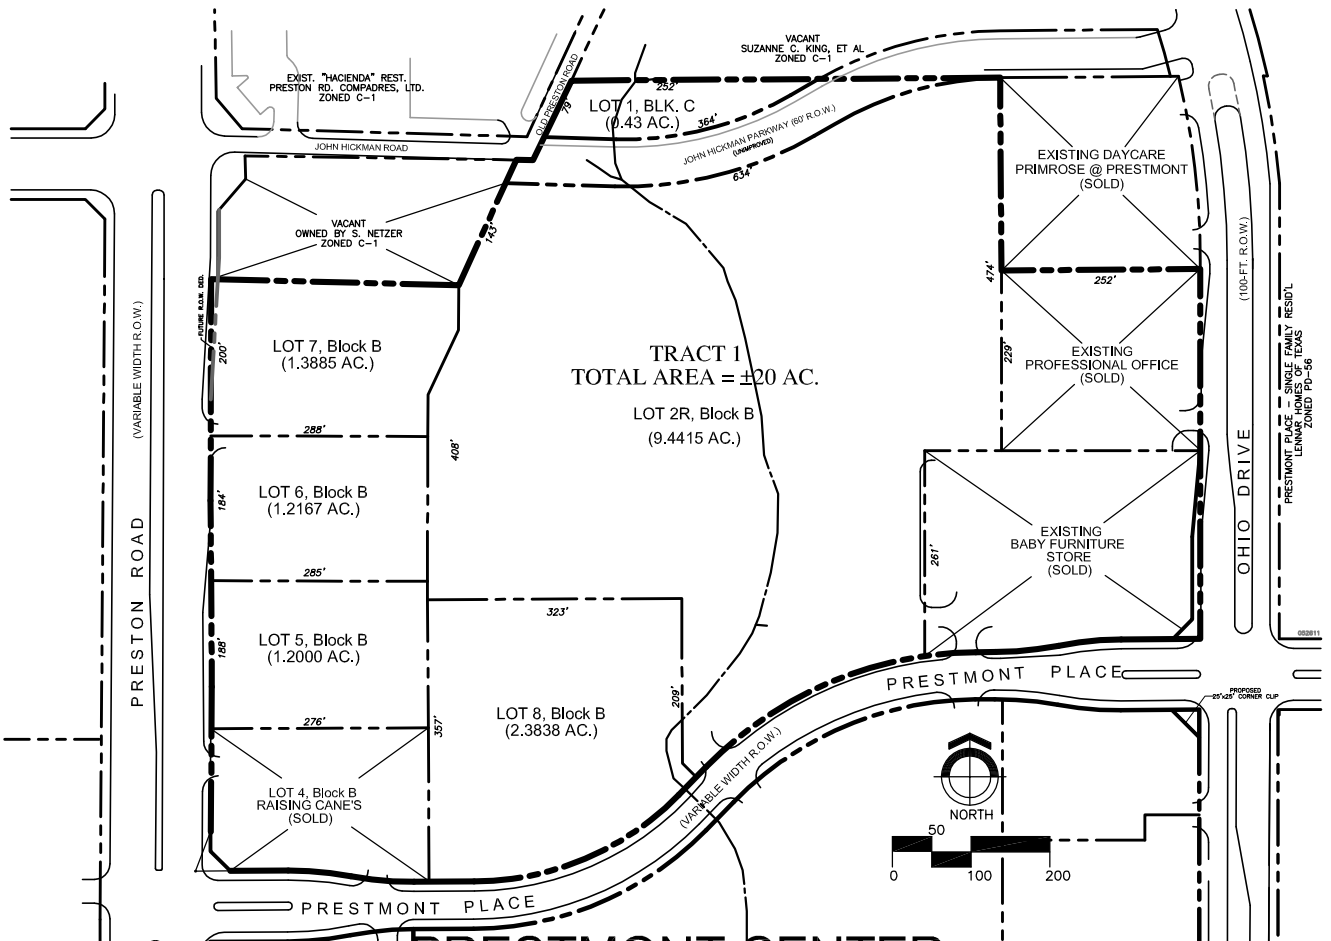 EXIST. "HACIENDA" REST.
PRESTON RD. COMPADRES, LTD.
ZONED C-1
OLD PRESTON ROAD
VACANT
SUZANNE C. KING, ET AL
ZONED C-1
252'
79'
LOT 1, BLK. C
(0.43 AC.)
364'
JOHN HICKMAN PARKWAY (60' R.O.W.)
(UNIMPROVED)
634'
JOHN HICKMAN ROAD
EXISTING DAYCARE
PRIMROSE @ PRESTMONT
(SOLD)
VACANT
OWNED BY S. NETZER
ZONED C-1
143'
474'
252'
(100-FT. R.O.W.)
FUTURE R.O.W. DED.
(VARIABLE WIDTH R.O.W.)
200'
LOT 7, Block B
(1.3885 AC.)
TRACT 1
TOTAL AREA = ±20 AC.
LOT 2R, Block B
(9.4415 AC.)
229'
EXISTING
PROFESSIONAL OFFICE
(SOLD)
PRESTMONT PLACE - SINGLE FAMILY RESID'L
LENNAR HOMES OF TEXAS
ZONED PD-56
288'
408'
184'
LOT 6, Block B
(1.2167 AC.)
OHIO DRIVE
EXISTING
BABY FURNITURE
STORE
(SOLD)
261'
285'
323'
PRESTON ROAD
188'
LOT 5, Block B
(1.2000 AC.)
052611
PRESTMONT PLACE
PROPOSED
25'x25' CORNER CLIP
209'
276'
357'
LOT 8, Block B
(2.3838 AC.)
(VARIABLE WIDTH R.O.W.)
LOT 4, Block B
RAISING CANE'S
(SOLD)
NORTH
50
0 100 200
PRESTMONT PLACE
PRESTMONT CENTER